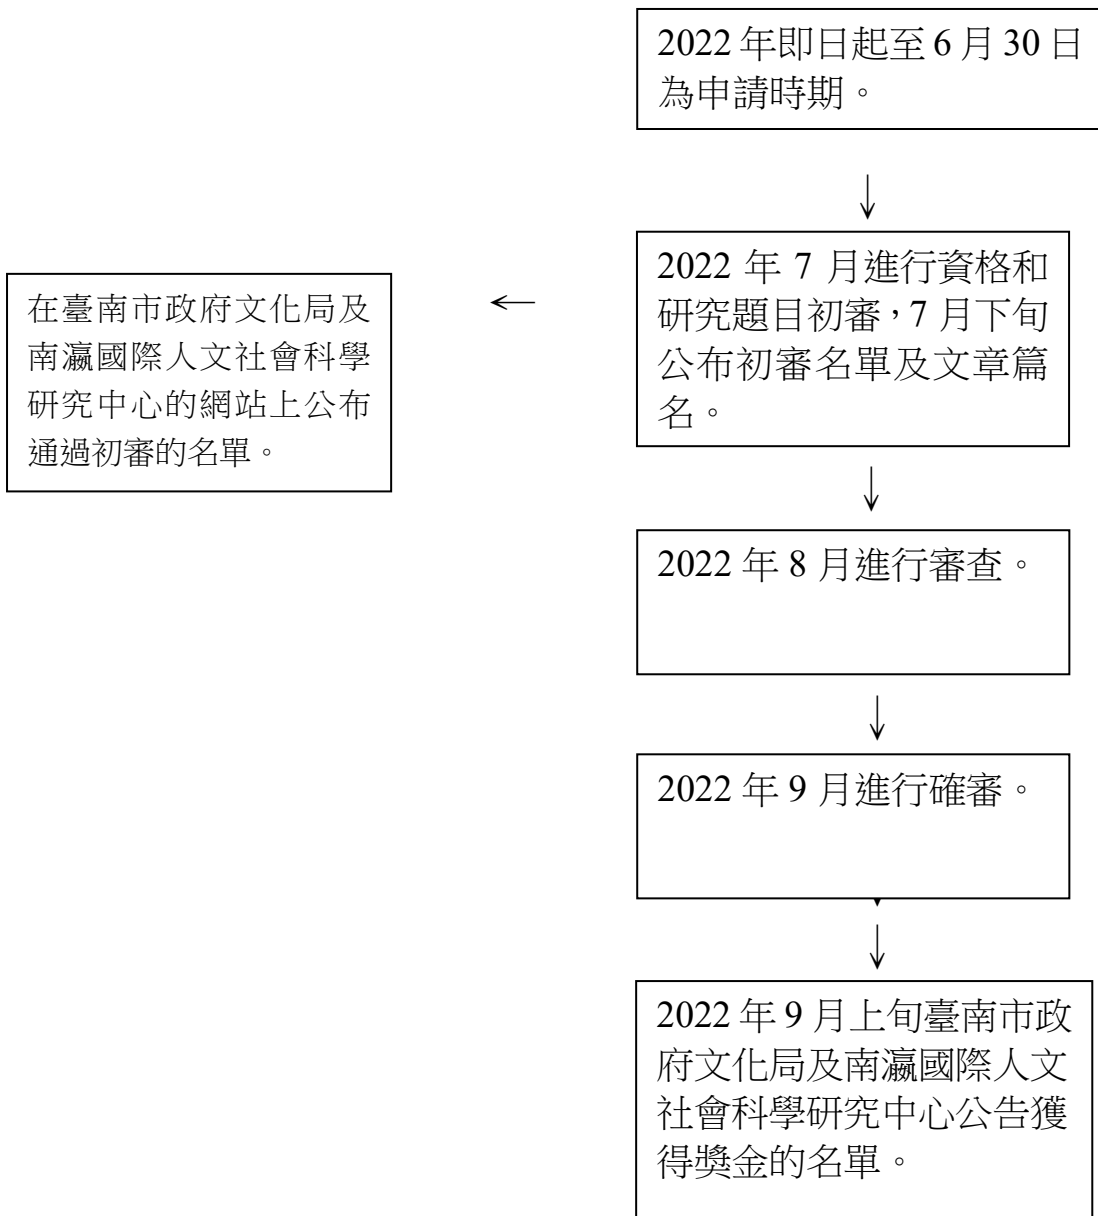 2022 年即日起至 6 月 30 日
為申請時期。
↓
2022 年 7 月進行資格和
研究題目初審，7 月下旬
公布初審名單及文章篇
名。
←
在臺南市政府文化局及
南瀛國際人文社會科學
研究中心的網站上公布
通過初審的名單。
↓
2022 年 8 月進行審查。
↓
2022 年 9 月進行確審。
↓
2022 年 9 月上旬臺南市政
府文化局及南瀛國際人文
社會科學研究中心公告獲
得獎金的名單。